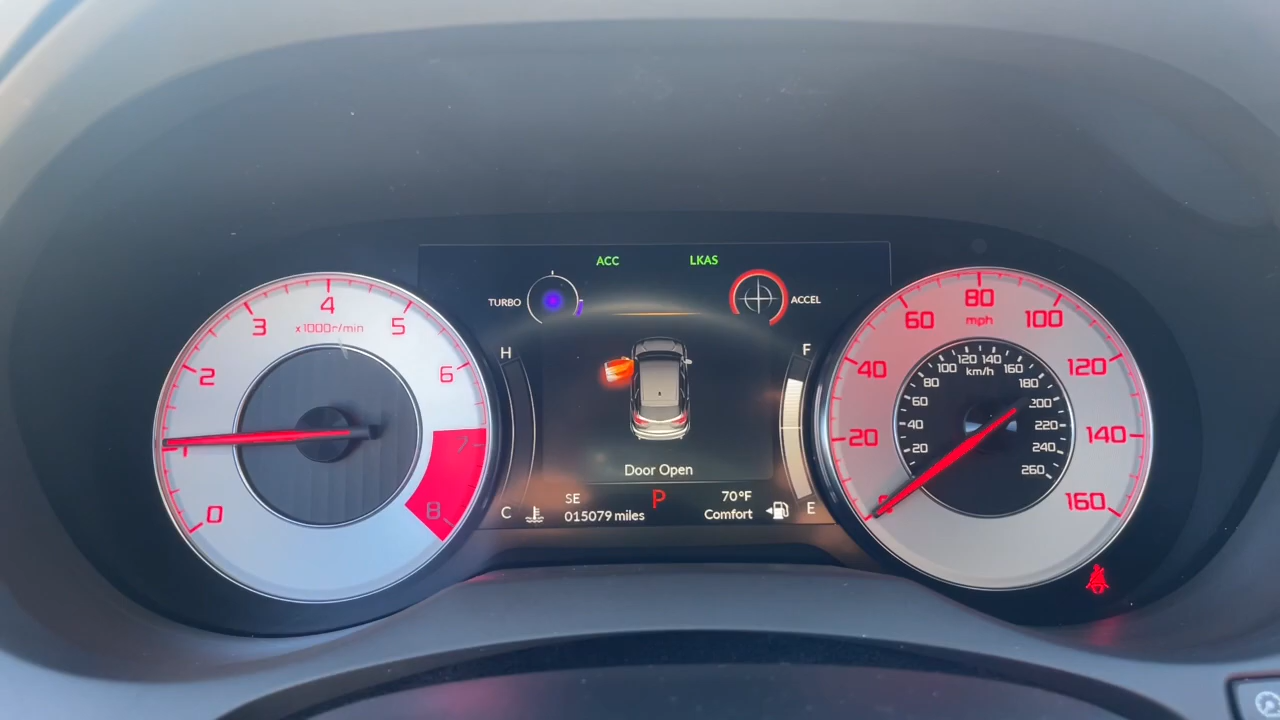 ACC LKAS
TURBO ACCEL
0 1 2 3 4 5 6 7 8
x1000r/min
H
C
F
E
Door Open
SE
015079 miles
P
70°F
Comfort
0 20 40 60 80 100 120 140 160
mph
20 40 60 80 100 120 140 160 180 200 220 240 260
km/h